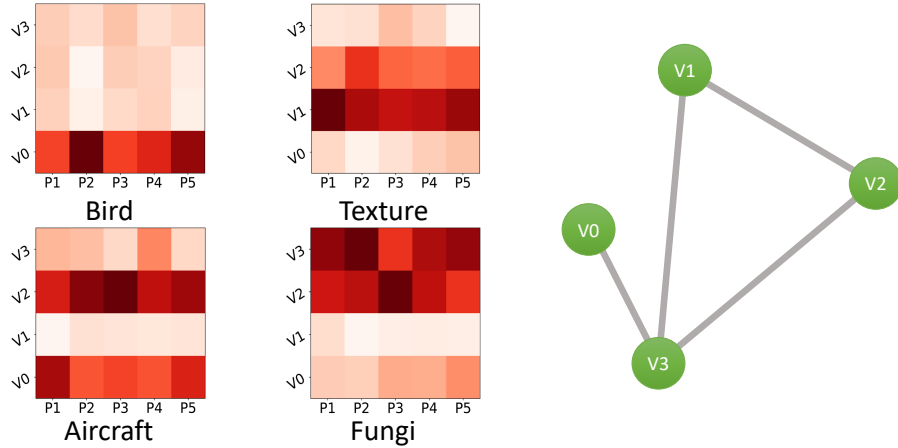 V3
V2
V1
V0
P1 P2 P3 P4 P5
Bird
V3
V2
V1
V0
P1 P2 P3 P4 P5
Texture
V3
V2
V1
V0
P1 P2 P3 P4 P5
Aircraft
V3
V2
V1
V0
P1 P2 P3 P4 P5
Fungi
V1
V2
V0
V3